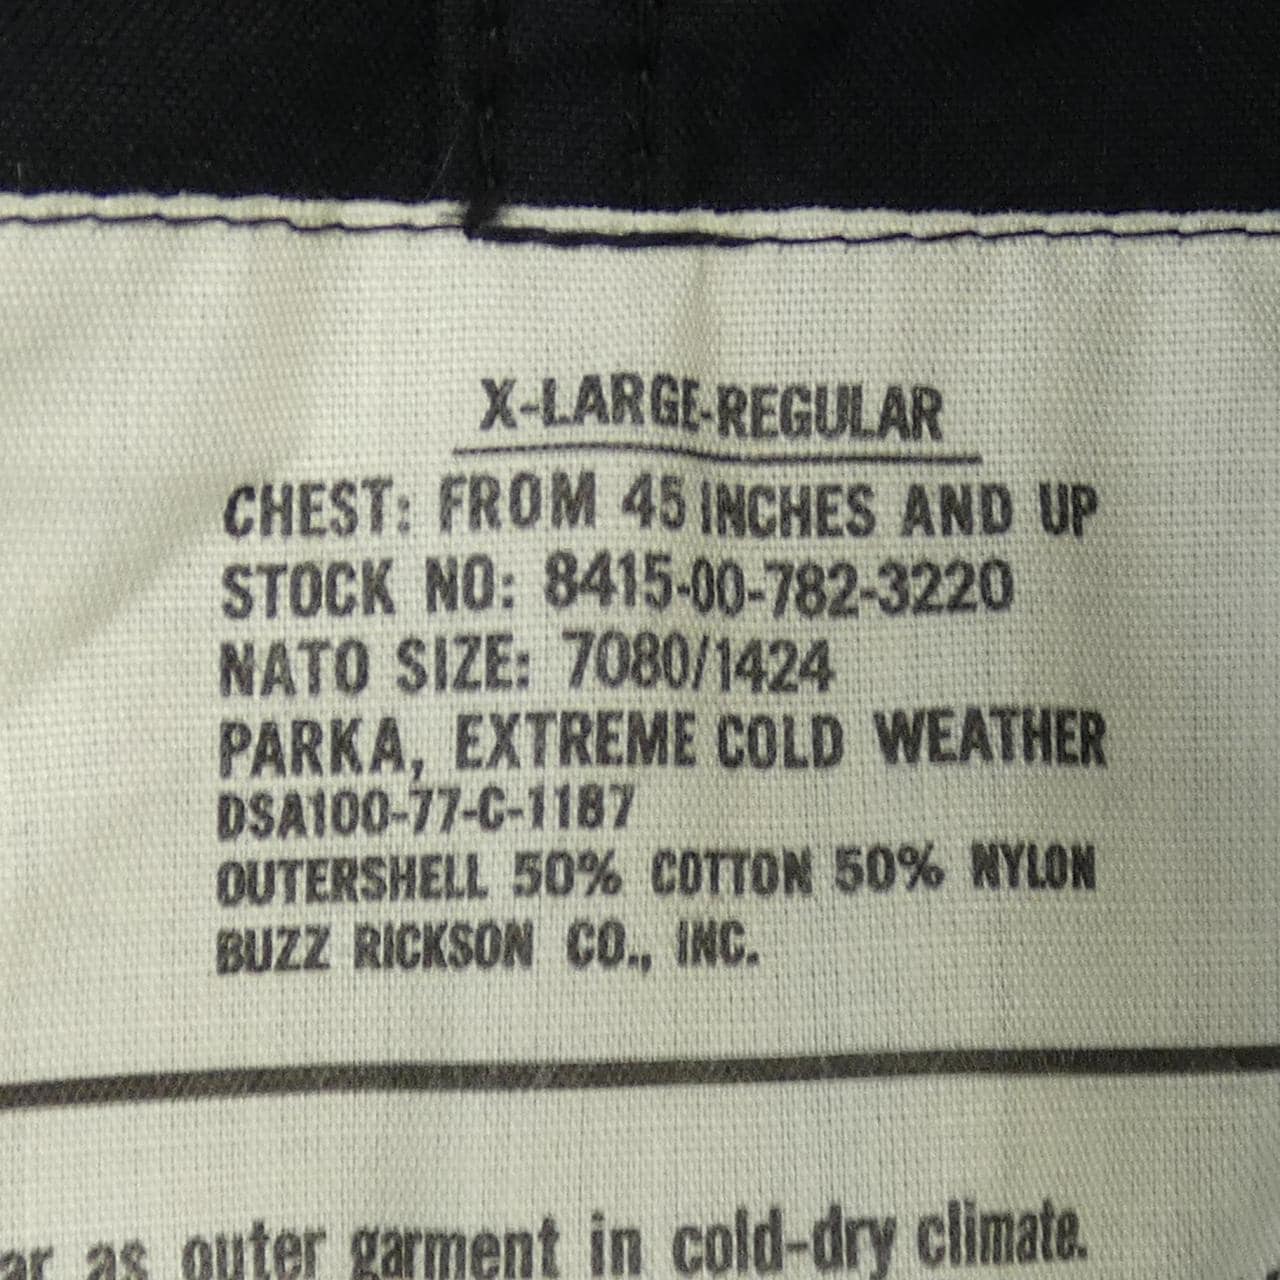 X-LARGE-REGULAR
CHEST: FROM 45 INCHES AND UP
STOCK NO: 8415-00-782-3220
NATO SIZE: 7080/1424
PARKA, EXTREME COLD WEATHER
DSA100-77-C-1187
OUTERSHELL 50% COTTON 50% NYLON
BUZZ RICKSON CO., INC.
as outer garment in cold-dry climate.